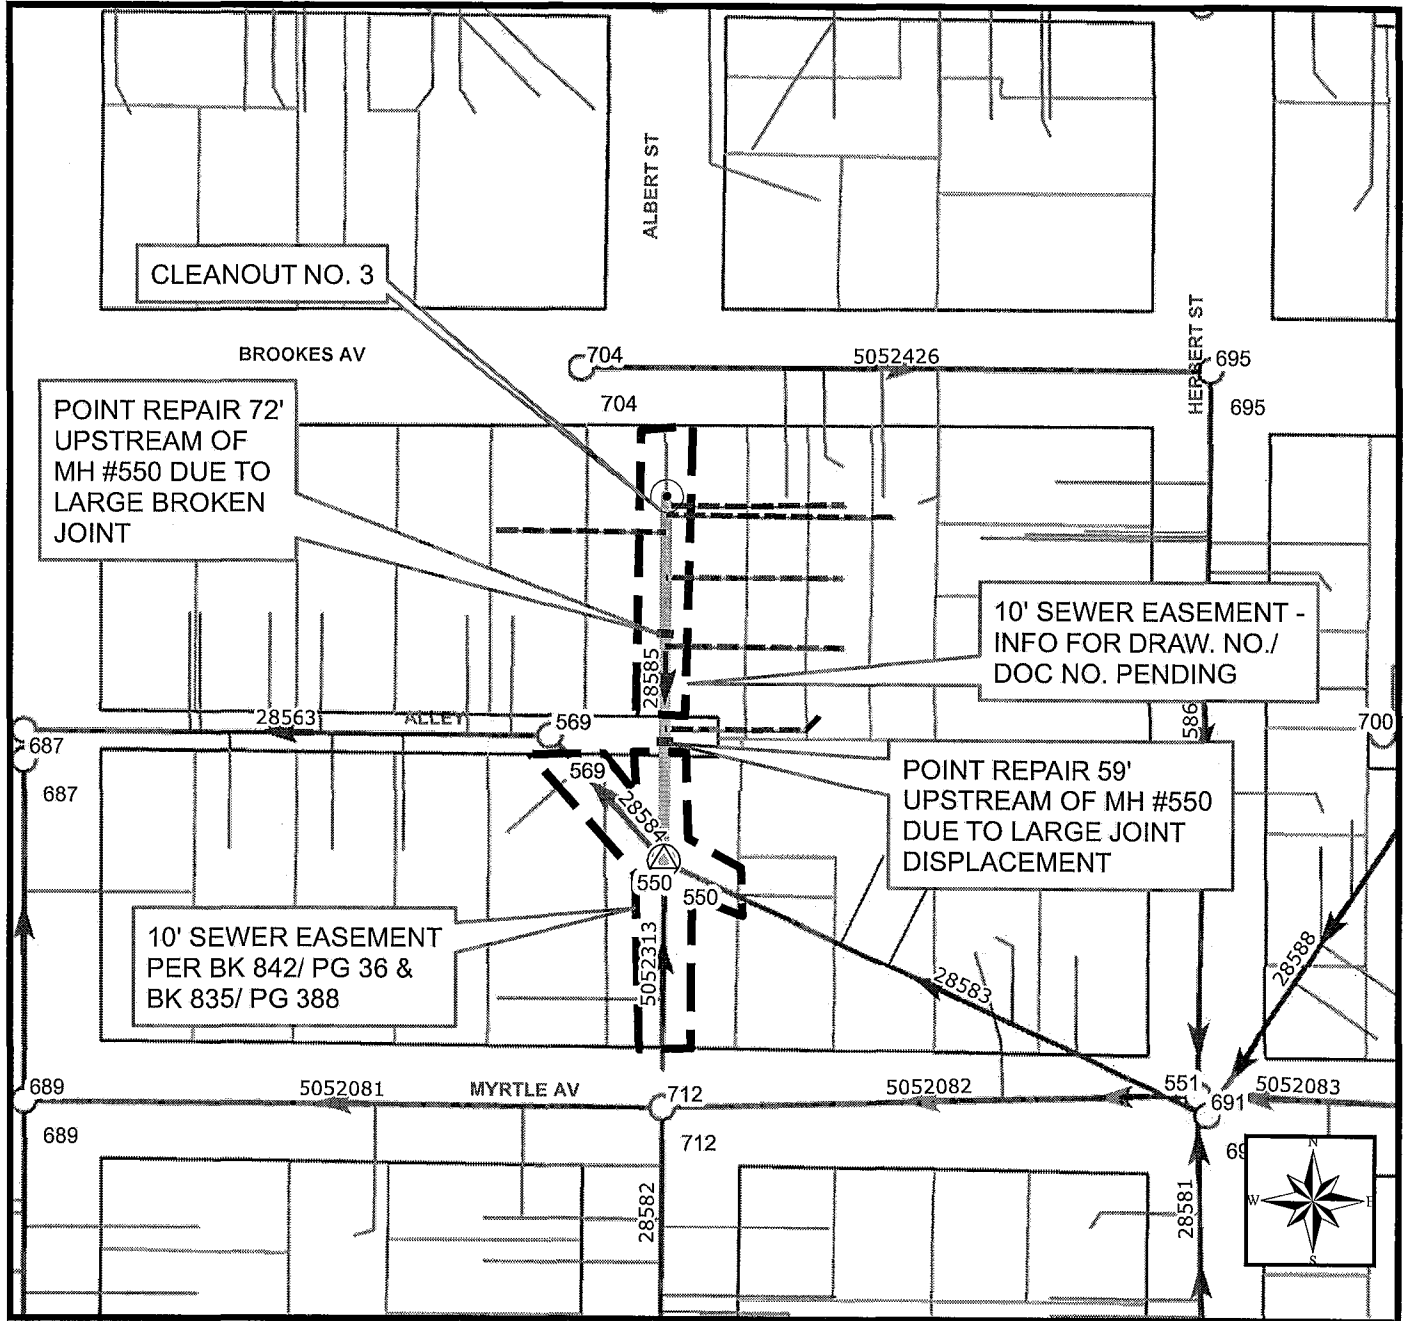 ALBERT ST
CLEANOUT NO. 3
HERBERT ST
BROOKES AV
704
5052426
695
704
695
POINT REPAIR 72'
UPSTREAM OF
MH #550 DUE TO
LARGE BROKEN
JOINT
10' SEWER EASEMENT -
INFO FOR DRAW. NO./
DOC NO. PENDING
28585
28563
ALLEY
569
586
700
687
569
687
28584
POINT REPAIR 59'
UPSTREAM OF MH #550
DUE TO LARGE JOINT
DISPLACEMENT
550
550
10' SEWER EASEMENT
PER BK 842/ PG 36 &
BK 835/ PG 388
5052313
28583
28588
689
5052081
MYRTLE AV
712
5052082
551
5052083
691
689
712
69
28582
28581
N
W
E
S